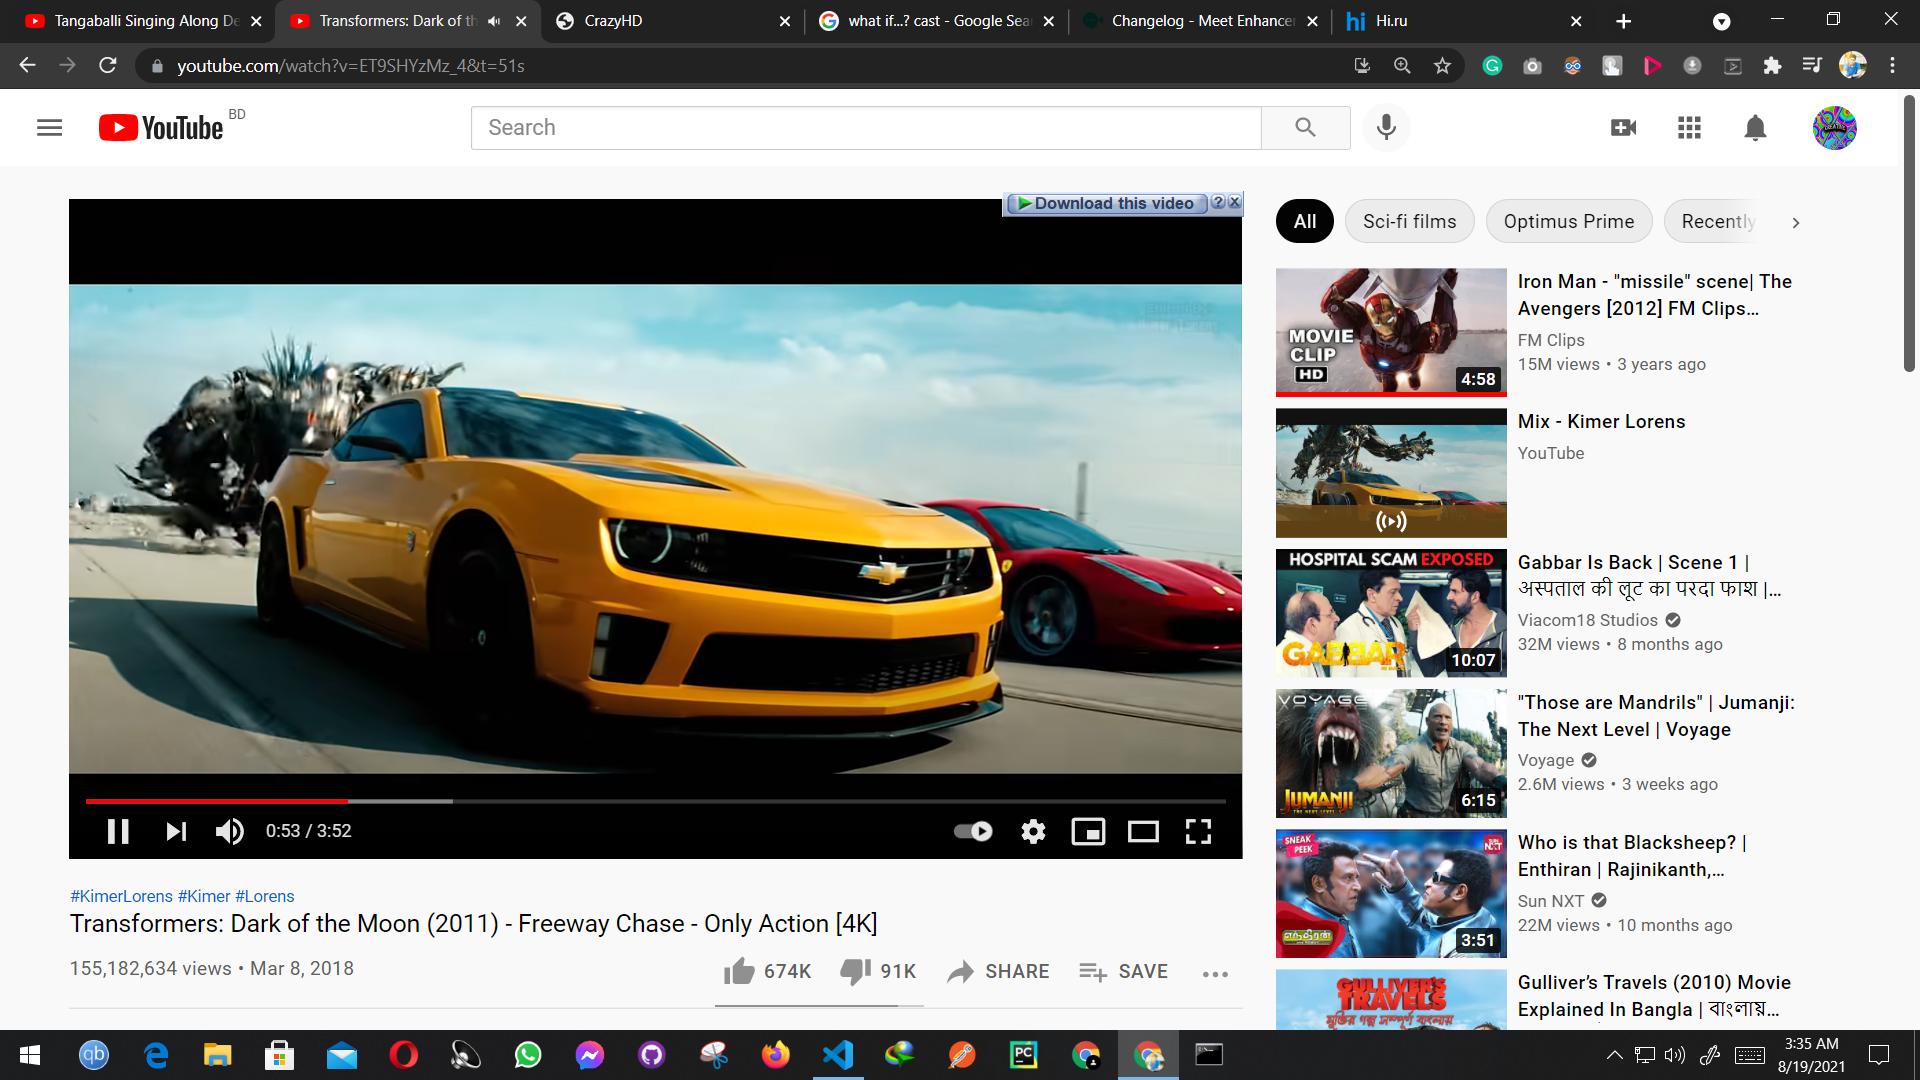 Tangaballi Singing Along De
Transformers: Dark of th
CrazyHD
what if...? cast - Google Sea
Changelog - Meet Enhancer
Hi.ru
youtube.com/watch?v=ET9SHYzMz_4&t=51s
YouTube BD
Search
Download this video
All
Sci-fi films
Optimus Prime
Recently
MOVIE
CLIP
HD
4:58
Iron Man - "missile" scene| The
Avengers [2012] FM Clips...
FM Clips
15M views • 3 years ago
Mix - Kimer Lorens
YouTube
HOSPITAL SCAM EXPOSED
GABBAR
10:07
Gabbar Is Back | Scene 1 |
अस्पताल की लूट का परदा फाश |...
Viacom18 Studios
32M views • 8 months ago
VOYAGE
JUMANJI
THE NEXT LEVEL
6:15
"Those are Mandrils" | Jumanji:
The Next Level | Voyage
Voyage
2.6M views • 3 weeks ago
SNEAK
PEEK
SUN
NXT
3:51
Who is that Blacksheep? |
Enthiran | Rajinikanth,...
Sun NXT
22M views • 10 months ago
GULLIVER'S
TRAVELS
Gulliver's Travels (2010) Movie
Explained In Bangla | বাংলায়...
0:53 / 3:52
#KimerLorens #Kimer #Lorens
Transformers: Dark of the Moon (2011) - Freeway Chase - Only Action [4K]
155,182,634 views • Mar 8, 2018
674K
91K
SHARE
SAVE
qb
PC
3:35 AM
8/19/2021